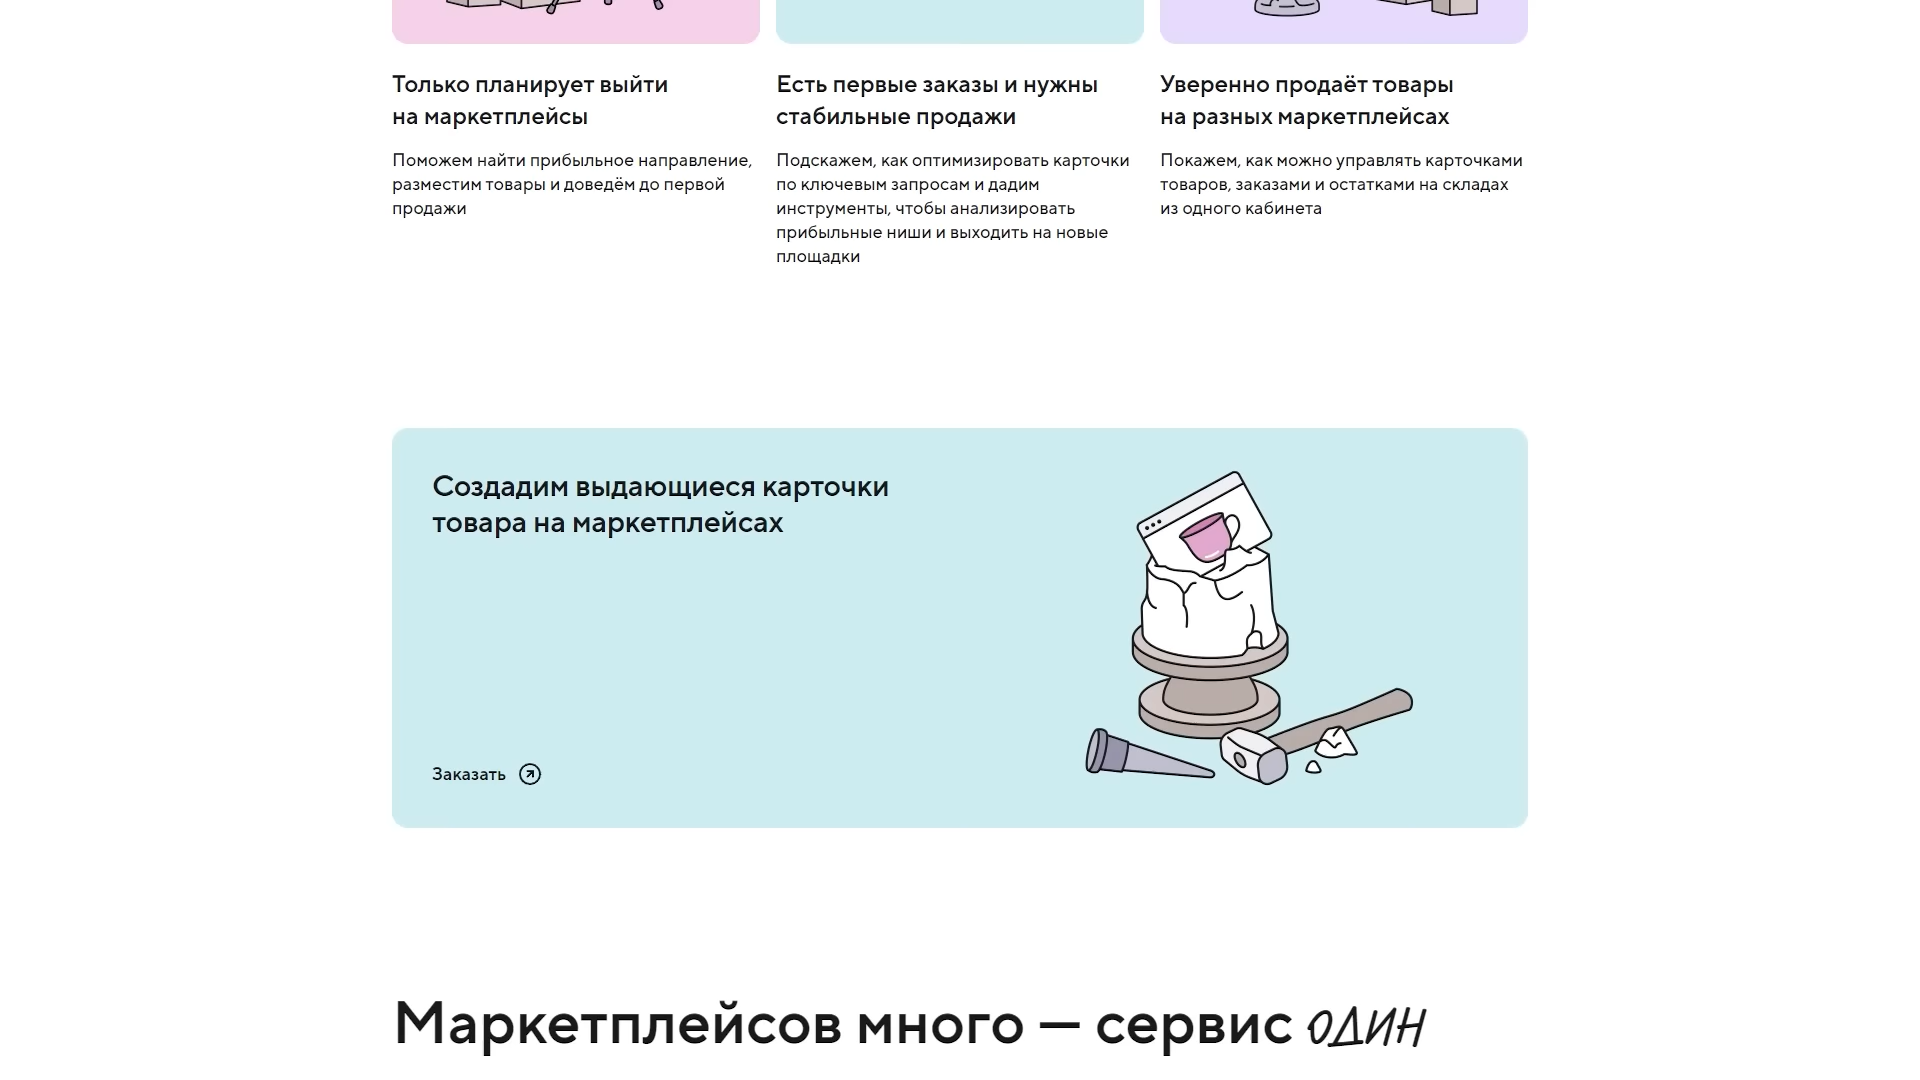 Только планирует выйти
на маркетплейсы
Поможем найти прибыльное направление,
разместим товары и доведём до первой
продажи
Есть первые заказы и нужны
стабильные продажи
Подскажем, как оптимизировать карточки
по ключевым запросам и дадим
инструменты, чтобы анализировать
прибыльные ниши и выходить на новые
площадки
Уверенно продаёт товары
на разных маркетплейсах
Покажем, как можно управлять карточками
товаров, заказами и остатками на складах
из одного кабинета
Создадим выдающиеся карточки
товара на маркетплейсах
Заказать
Маркетплейсов много — сервис один